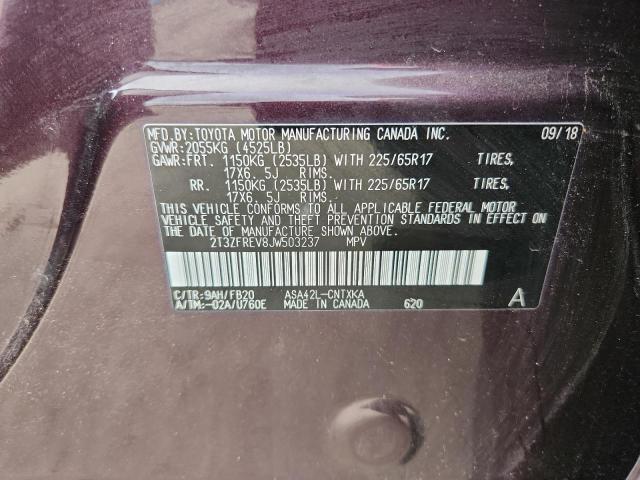 MFD.BY:TOYOTA MOTOR MANUFACTURING CANADA INC. 09/18
GVWR:2055KG (4525LB)
GAWR:FRT. 1150KG (2535LB) WITH 225/65R17 TIRES,
17X6. 5J RIMS.
RR. 1150KG (2535LB) WITH 225/65R17 TIRES,
17X6. 5J RIMS.
THIS VEHICLE CONFORMS TO ALL APPLICABLE FEDERAL MOTOR
VEHICLE SAFETY AND THEFT PREVENTION STANDARDS IN EFFECT ON
THE DATE OF MANUFACTURE SHOWN ABOVE.
2T3ZFREV8JW503237 MPV
C/TR:9AH/FB20 ASA42L-CNTXKA
A/TM:-02A/U760E MADE IN CANADA 620 A